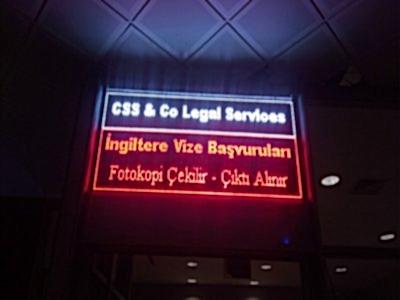 CSS & Co Legal Services
İngiltere Vize Başvuruları
Fotokopi Çekilir - Çıktı Alınır